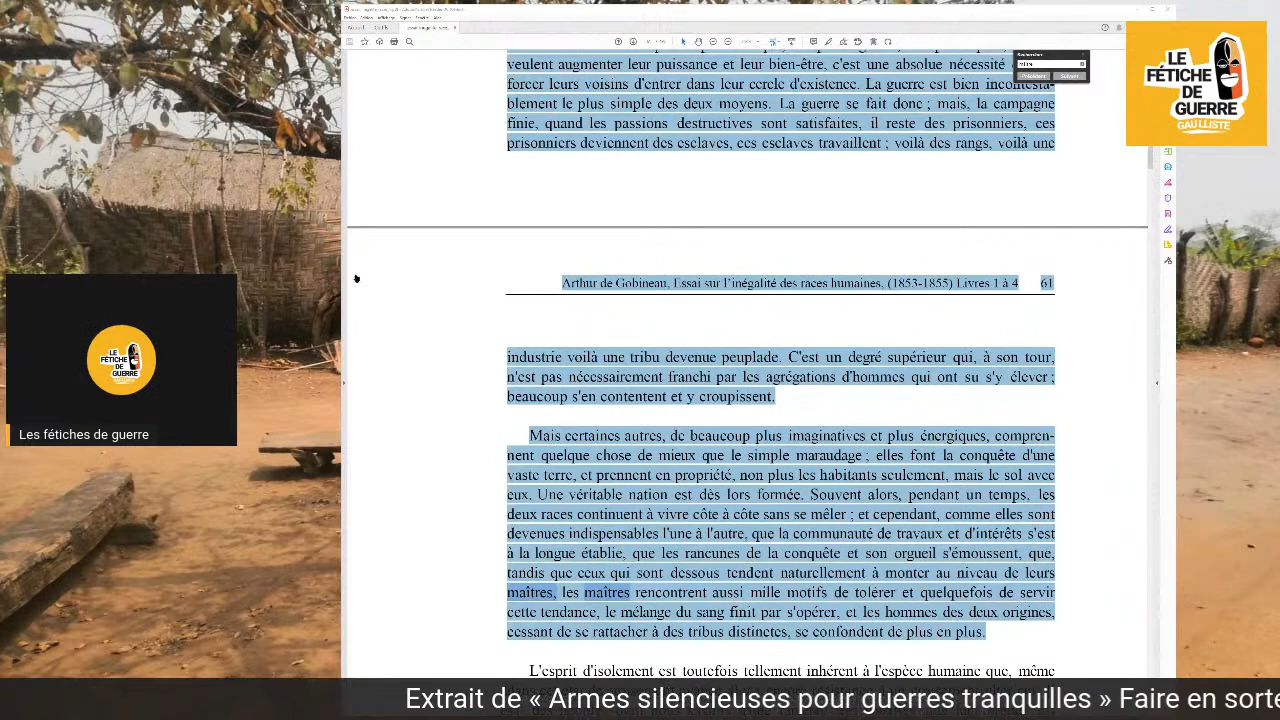 veulent augmenter leur puissance et leur bien-être, c'est une absolue nécessité
forcer leurs voisins d'entrer dans leur cercle d'existence. La guerre est bien incontesta-
blement le plus simple des deux moyens. La guerre se fait donc ; mais, la campagne
finie, quand les passions destructives sont satisfaites, il reste des prisonniers, ces
prisonniers deviennent des esclaves, ces esclaves travaillent ; voilà des rangs, voilà une
Rechercher
Précédent
Suivant
LE
FÉTICHE
DE
GUERRE
GAULLISTE
Arthur de Gobineau, Essai sur l'inégalité des races humaines, (1853-1855) Livres 1 à 4 61
industrie voilà une tribu devenue peuplade. C'est un degré supérieur qui, à son tour,
n'est pas nécessairement franchi par les agrégations d'hommes qui ont su s'y élever ;
beaucoup s'en contentent et y croupissent.
Mais certaines autres, de beaucoup plus imaginatives et plus énergiques, compren-
nent quelque chose de mieux que le simple maraudage ; elles font la conquête d'une
vaste terre, et prennent en propriété, non plus les habitants seulement, mais le sol avec
eux. Une véritable nation est dès lors formée. Souvent alors, pendant un temps, les
deux races continuent à vivre côte à côte sans se mêler ; et cependant, comme elles sont
devenues indispensables l'une à l'autre, que la communauté de travaux et d'intérêts s'est
à la longue établie, que les rancunes de la conquête et son orgueil s'émoussent, que,
tandis que ceux qui sont dessous tendent naturellement à monter au niveau de leurs
maîtres, les maîtres rencontrent aussi mille motifs de tolérer et quelquefois de servir
cette tendance, le mélange du sang finit par s'opérer, et les hommes des deux origines,
cessant de se rattacher à des tribus distinctes, se confondent de plus en plus.
L'esprit d'isolement est toutefois tellement inhérent à l'espèce humaine que, même
LE
FÉTICHE
DE
GUERRE
GAULLISTE
Les fétiches de guerre
Extrait de « Armes silencieuses pour guerres tranquilles » Faire en sorte